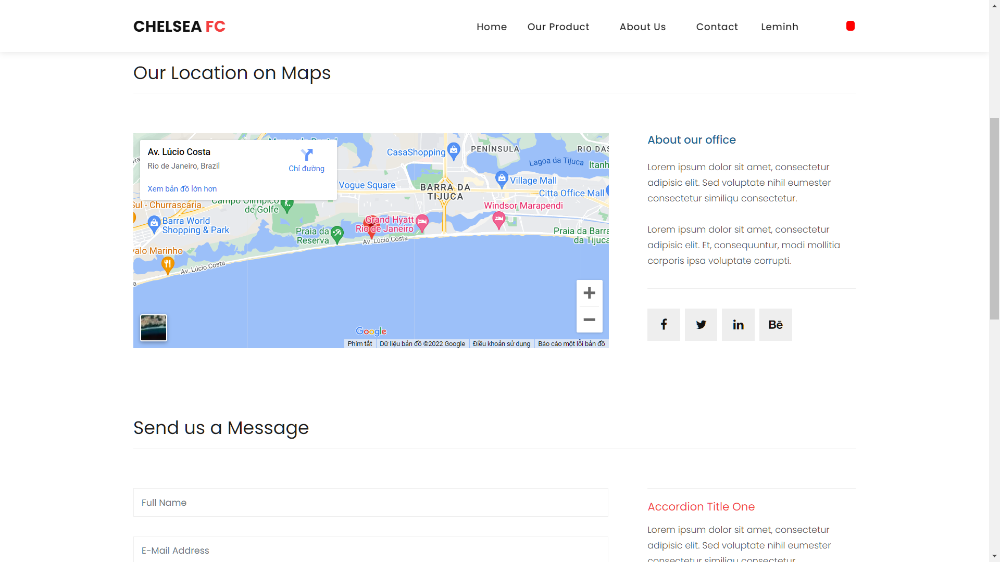 CHELSEA FC
Home
Our Product
About Us
Contact
Leminh
Our Location on Maps
Av. Lúcio Costa
Rio de Janeiro, Brazil
Chỉ đường
Xem bản đồ lớn hơn
CasaShopping
PENÍNSULA
RIO DAS
Lagoa da Tijuca
Itanh
Vogue Square
BARRA DA
TIJUCA
Village Mall
Citta Office Mall
Campo Olímpico
de Golfe
Sul - Churrascaria
Windsor Marapendi
Barra World
Shopping & Park
Grand Hyatt
Rio de Janeiro
Praia da
Reserva
Av. Lúcio Costa
Praia da Barra
da Tijuca
valo Marinho
Av. Lúcio Costa
Google
Phím tắt
Dữ liệu bản đồ ©2022 Google
Điều khoản sử dụng
Báo cáo một lỗi bản đồ
About our office
Lorem ipsum dolor sit amet, consectetur
adipisic elit. Sed voluptate nihil eumester
consectetur similiqu consectetur.
Lorem ipsum dolor sit amet, consectetur
adipisic elit. Et, consequuntur, modi mollitia
corporis ipsa voluptate corrupti.
Send us a Message
Full Name
E-Mail Address
Accordion Title One
Lorem ipsum dolor sit amet, consectetur
adipisic elit. Sed voluptate nihil eumester
consectetur similiqu consectetur.